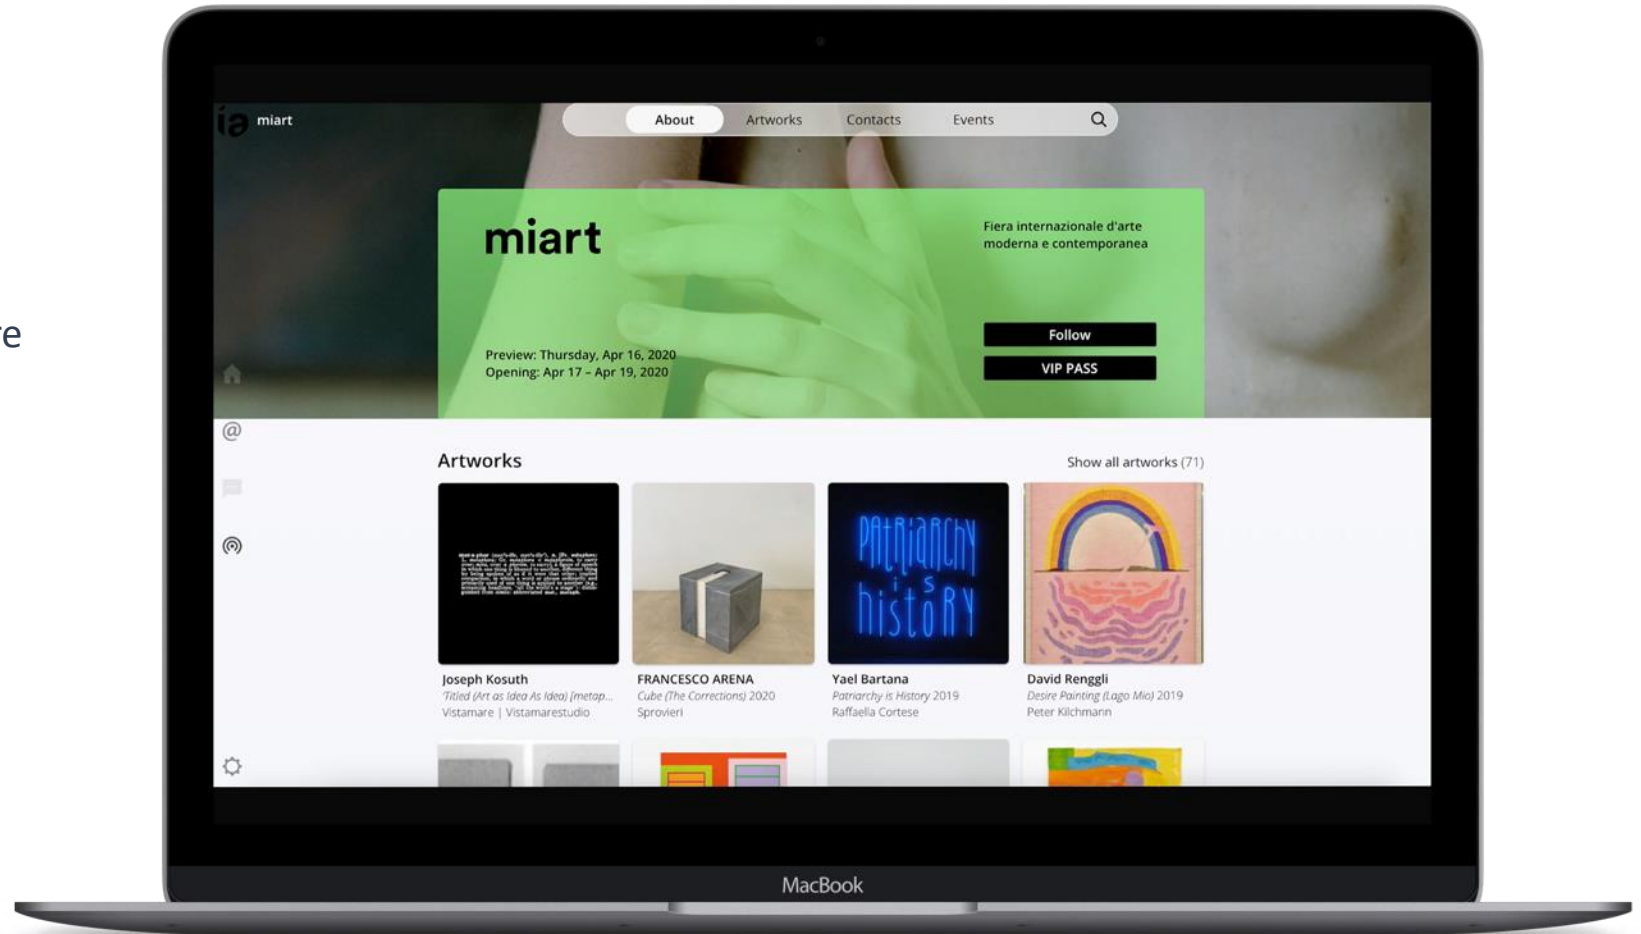 miart
About
Artworks
Contacts
Events
miart
Fiera internazionale d'arte
moderna e contemporanea
Follow
VIP PASS
Preview: Thursday, Apr 16, 2020
Opening: Apr 17 – Apr 19, 2020
re
@
Artworks
Show all artworks (71)
PAtRiARCHY
is
histoRY
Joseph Kosuth
'Titled (Art as Idea As Idea) [metap...
Vistamare | Vistamarestudio
FRANCESCO ARENA
Cube (The Corrections) 2020
Sprovieri
Yael Bartana
Patriarchy is History 2019
Raffaella Cortese
David Renggli
Desire Painting (Lago Mio) 2019
Peter Kilchmann
MacBook